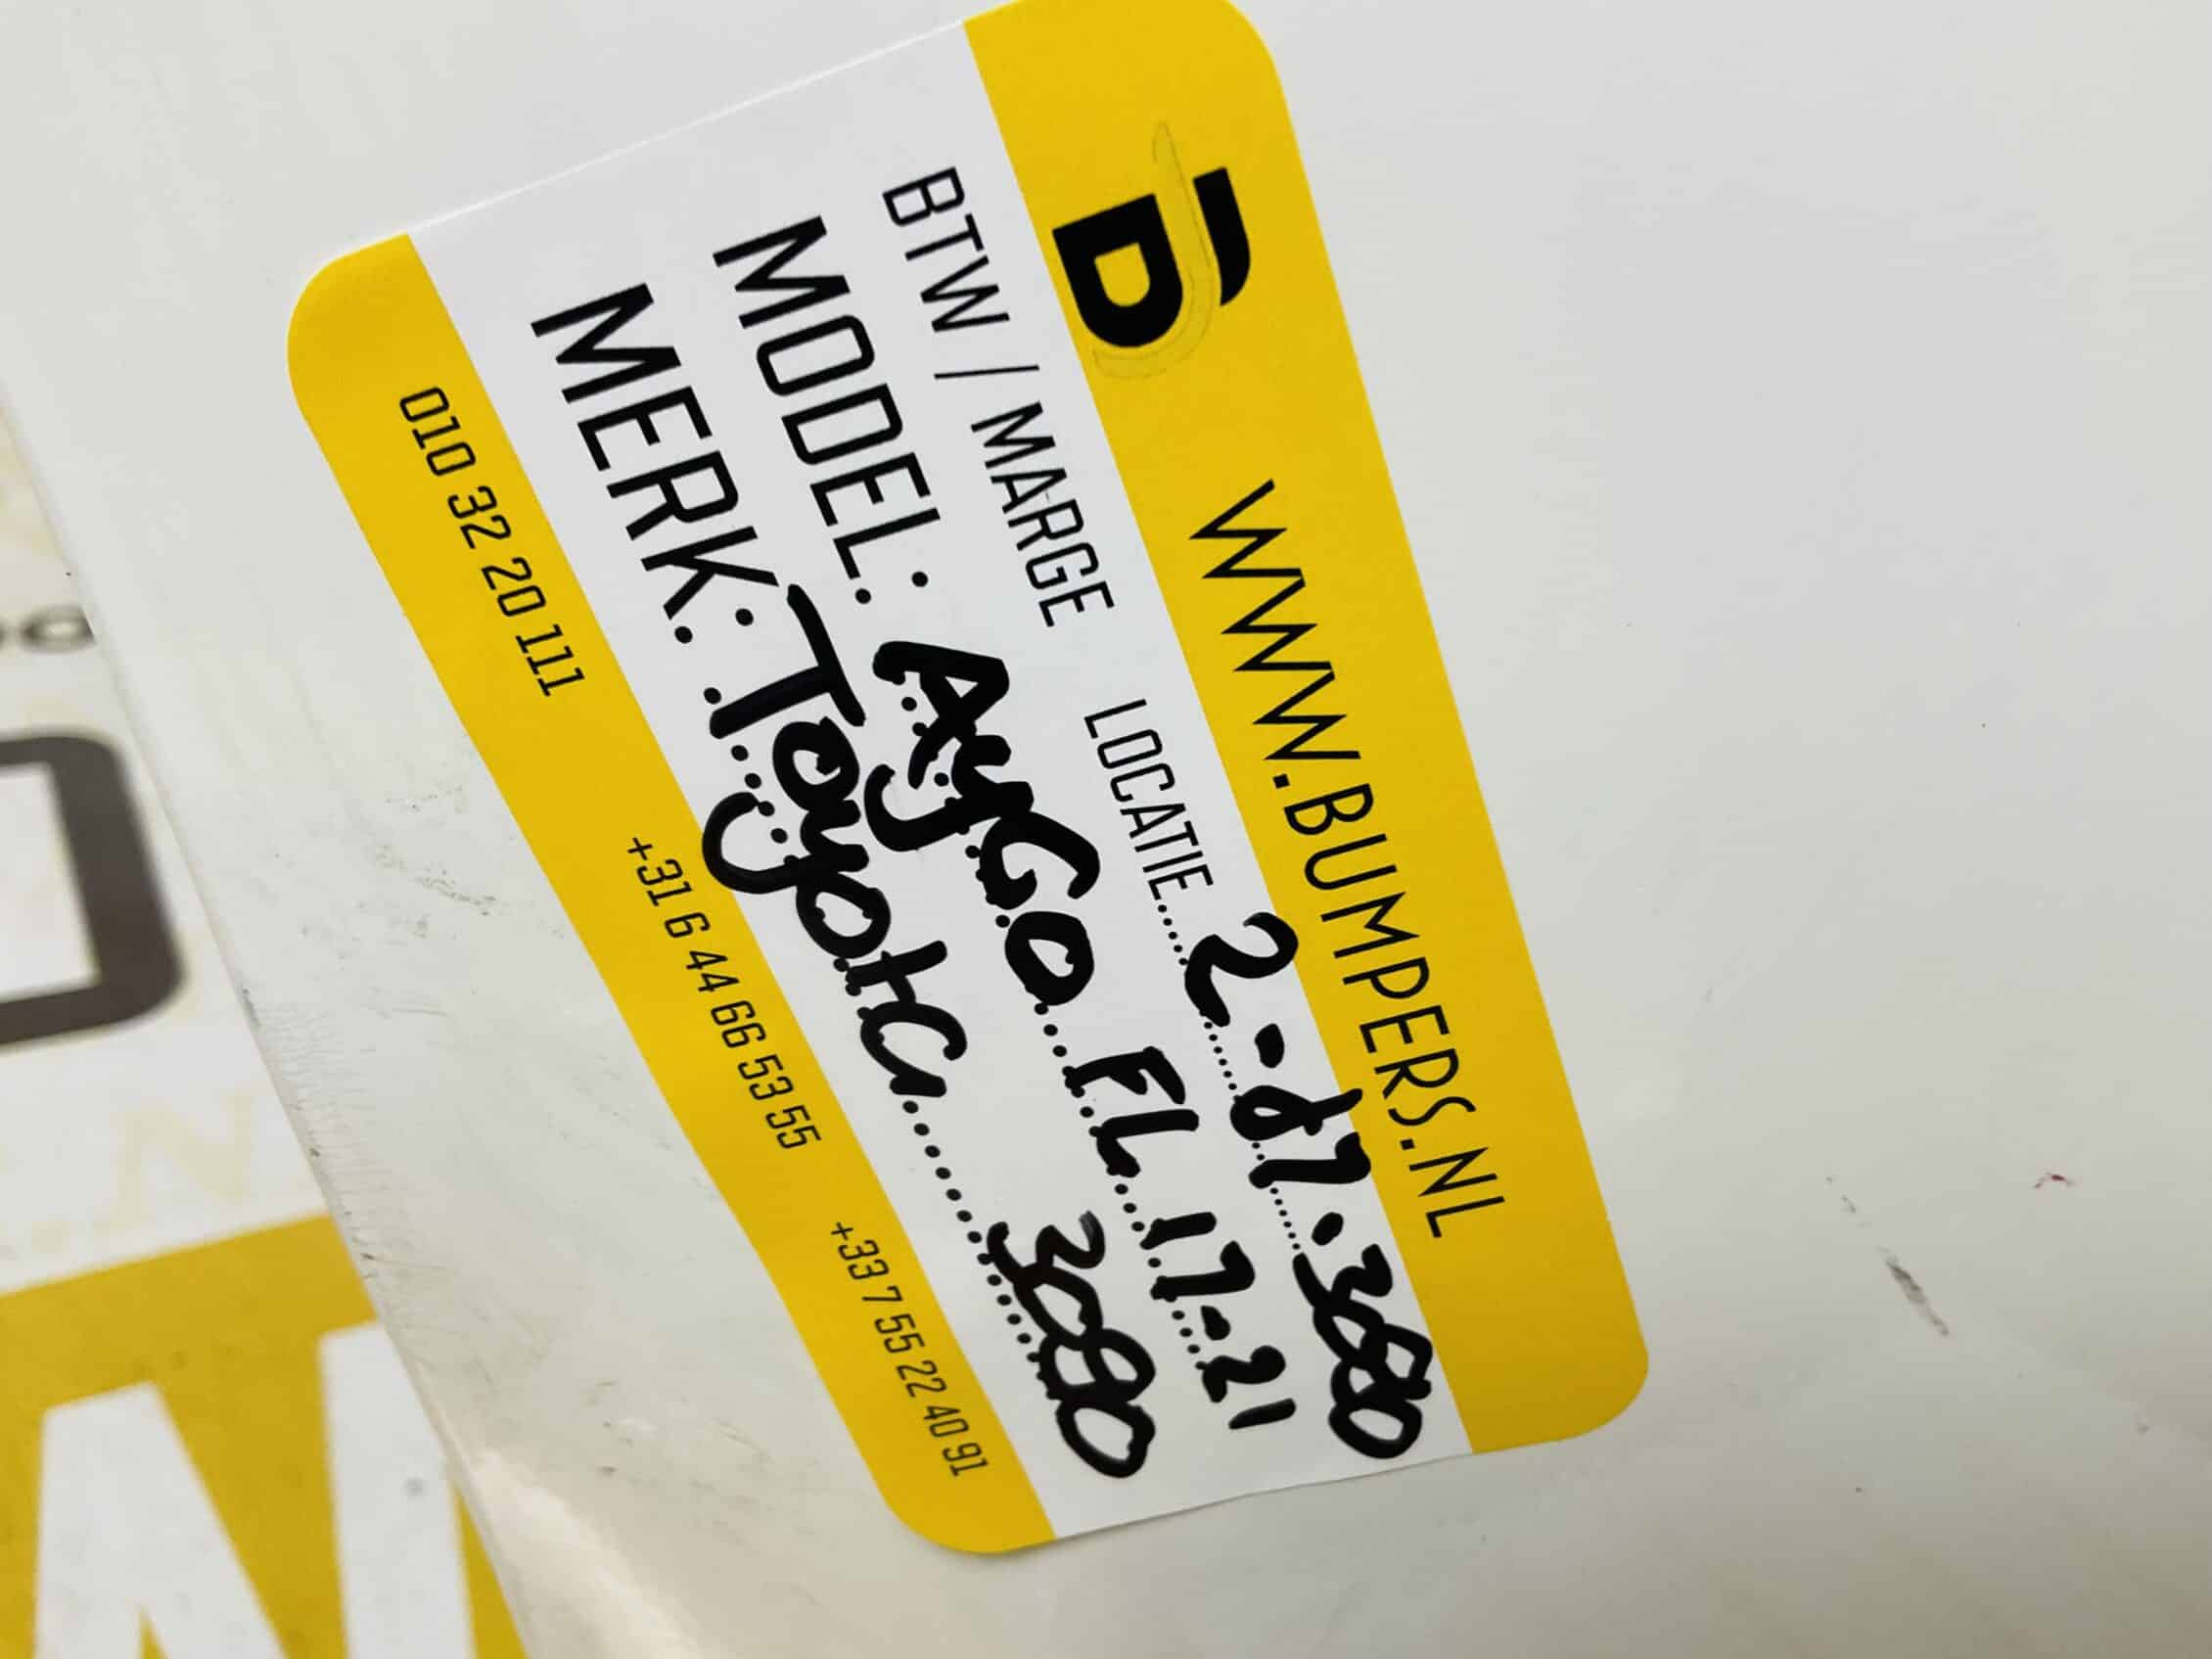 WWW.BUMPERS.NL
BTW / MARGE LOCATIE 2-d7.3080
MODEL: AYGO FL 17-21
MERK: Toyota 3080
010 32 20 111 +31 6 44 66 53 55 +33 7 55 22 40 91